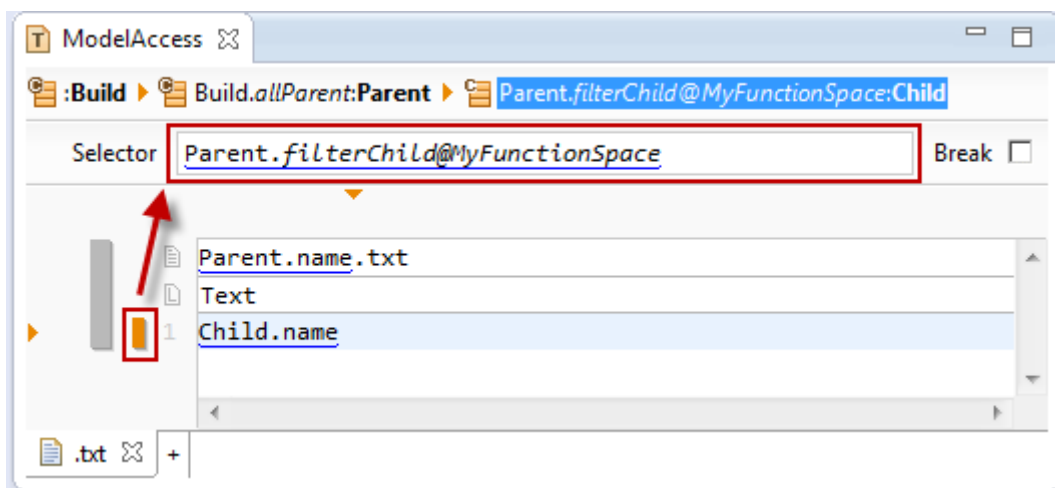 ModelAccess
:Build Build.allParent:Parent Parent.filterChild@MyFunctionSpace:Child
Selector Parent.filterChild@MyFunctionSpace Break
Parent.name.txt
L Text
1 Child.name
.txt +